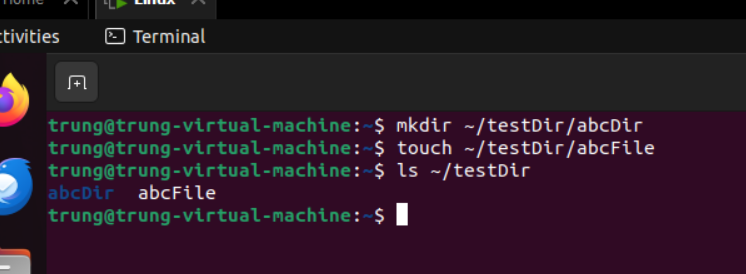 Home
Linux
ctivities
Terminal
trung@trung-virtual-machine:~$ mkdir ~/testDir/abcDir
trung@trung-virtual-machine:~$ touch ~/testDir/abcFile
trung@trung-virtual-machine:~$ ls ~/testDir
abcDir  abcFile
trung@trung-virtual-machine:~$